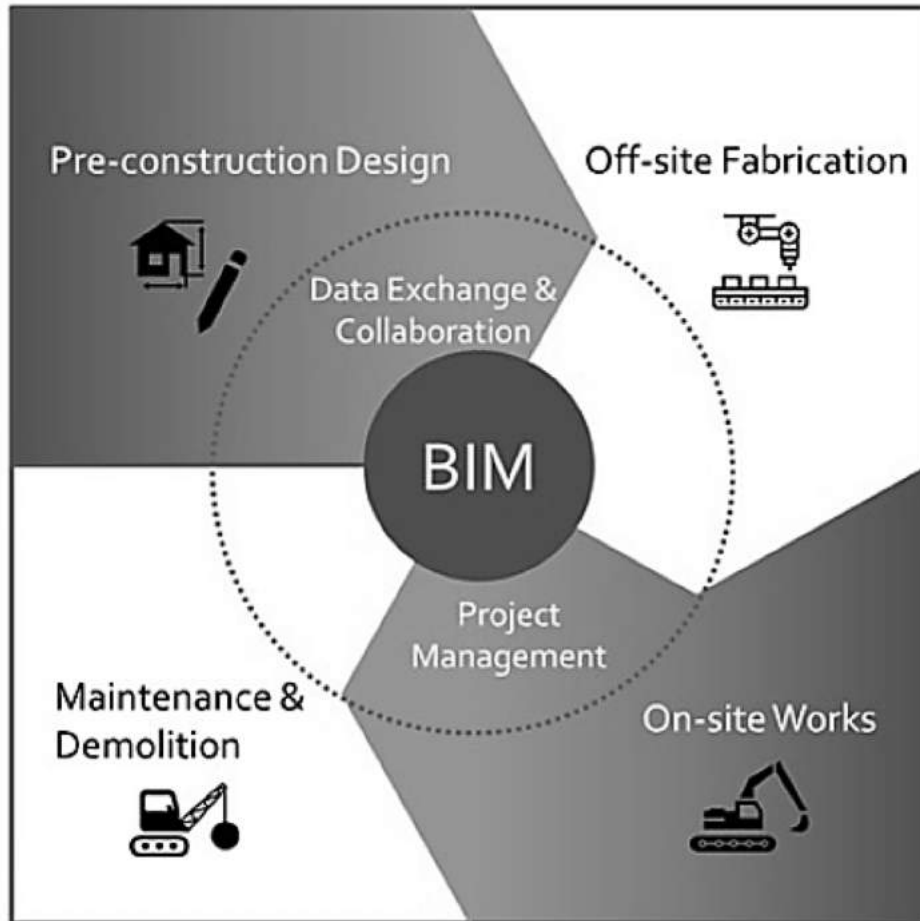 Pre-construction Design
Off-site Fabrication
Data Exchange &
Collaboration
BIM
Project
Management
Maintenance &
Demolition
On-site Works